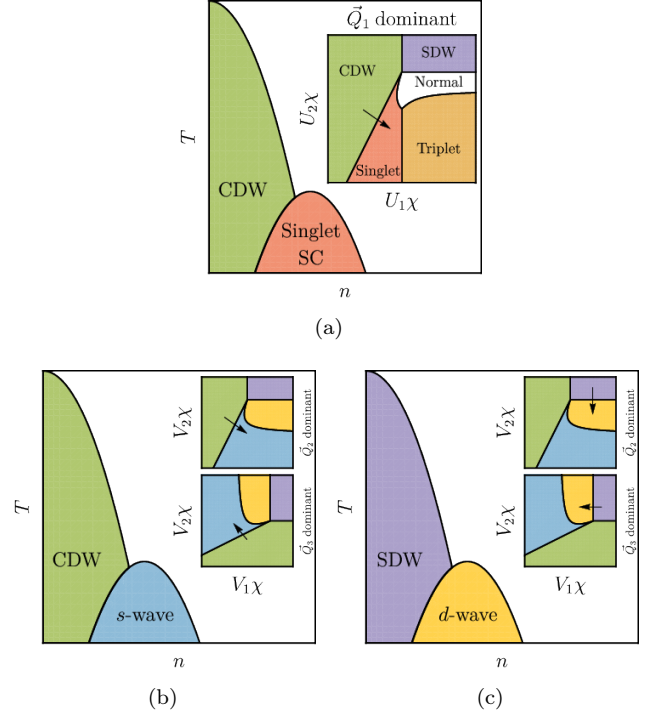 Q⃗₁ dominant
CDW
SDW
Normal
Triplet
Singlet
U₂χ
U₁χ
T
CDW
Singlet
SC
n
(a)
V₂χ
Q⃗₂ dominant
V₂χ
Q⃗₃ dominant
V₁χ
T
CDW
s-wave
n
(b)
V₂χ
Q⃗₂ dominant
V₂χ
Q⃗₃ dominant
V₁χ
T
SDW
d-wave
n
(c)